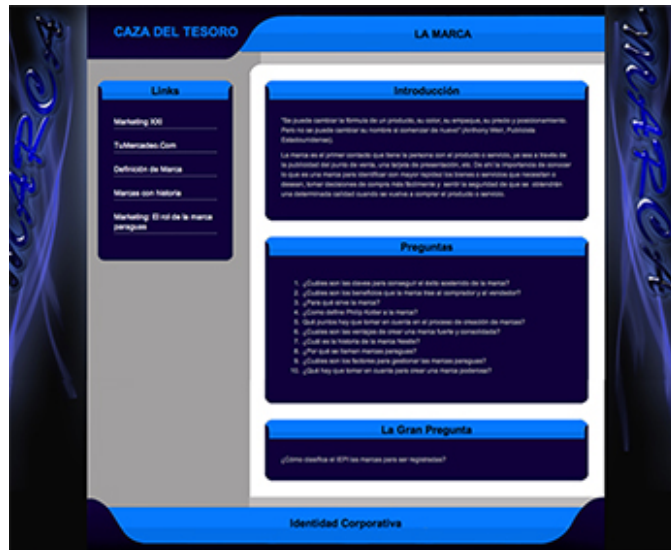 CAZA DEL TESORO
LA MARCA
MARCA
MARCA
Links
Marketing XXI
TuMercadeo.Com
Definición de Marca
Marcas con historia
Marketing: El rol de la marca
paraguas
Introducción
"Se puede cambiar la fórmula de un producto, su color, su empaque, su precio y posicionamiento.
Pero no se puede cambiar su nombre si comenzar de nuevo" (Anthony Weir, Publicista
Estadounidense).
La marca es el primer contacto que tiene la persona con el producto o servicio, ya sea a través de
la publicidad del punto de venta, una tarjeta de presentación, etc. De ahí la importancia de conocer
lo que es una marca para identificar con mayor rapidez los bienes o servicios que necesitan o
desean, tomar decisiones de compra más fácilmente y sentir la seguridad de que se obtendrán
una determinada calidad cuando se vuelve a comprar el producto o servicio.
Preguntas
1. ¿Cuáles son las claves para conseguir el éxito sostenido de la marca?
2. ¿Cuáles son los beneficios que la marca trae al comprador y al vendedor?
3. ¿Para qué sirve la marca?
4. ¿Como define Philip Kotler a la marca?
5. Qué puntos hay que tomar en cuenta en el proceso de creación de marcas?
6. ¿Cuales son las ventajas de crear una marca fuerte y consolidada?
7. ¿Cuál es la historia de la marca Nestle?
8. ¿Por qué se llaman marcas paraguas?
9. ¿Cuáles son los factores para gestionar las marcas paraguas?
10. ¿Qué hay que tomar en cuenta para crear una marca poderosa?
La Gran Pregunta
¿Cómo clasifica el IEPI las marcas para ser registradas?
Identidad Corporativa